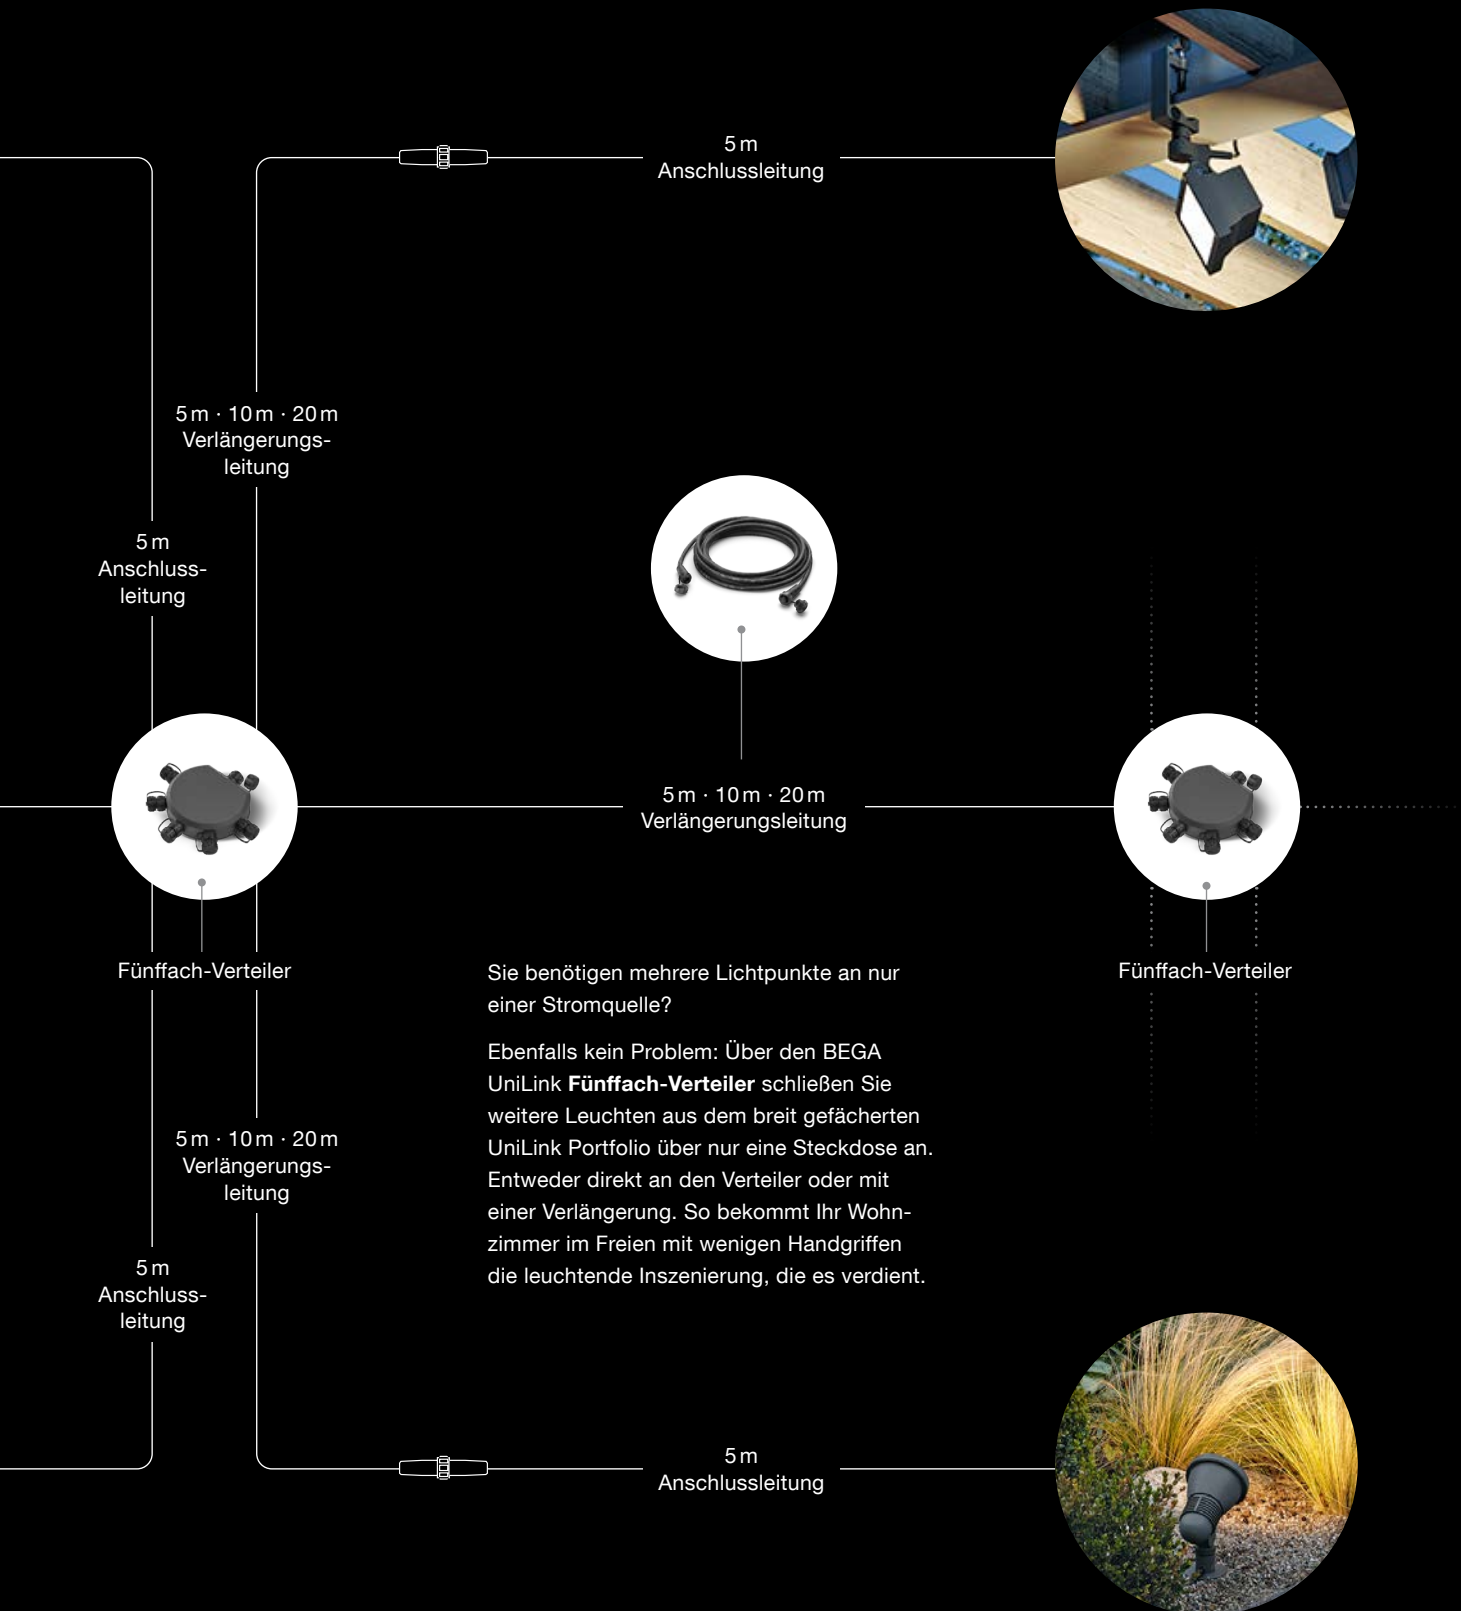 5 m
Anschlussleitung
5 m · 10 m · 20 m
Verlängerungs-
leitung
5 m
Anschluss-
leitung
5 m · 10 m · 20 m
Verlängerungsleitung
Fünffach-Verteiler
Fünffach-Verteiler
Sie benötigen mehrere Lichtpunkte an nur
einer Stromquelle?
Ebenfalls kein Problem: Über den BEGA
UniLink Fünffach-Verteiler schließen Sie
weitere Leuchten aus dem breit gefächerten
UniLink Portfolio über nur eine Steckdose an.
Entweder direkt an den Verteiler oder mit
einer Verlängerung. So bekommt Ihr Wohn-
zimmer im Freien mit wenigen Handgriffen
die leuchtende Inszenierung, die es verdient.
5 m · 10 m · 20 m
Verlängerungs-
leitung
5 m
Anschluss-
leitung
5 m
Anschlussleitung